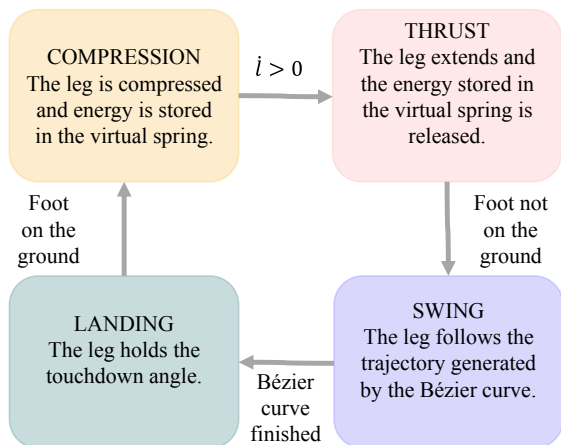 COMPRESSION
The leg is compressed
and energy is stored
in the virtual spring.
l̇ > 0
THRUST
The leg extends and
the energy stored in
the virtual spring is
released.
Foot
on the
ground
Foot not
on the
ground
LANDING
The leg holds the
touchdown angle.
Bézier
curve
finished
SWING
The leg follows the
trajectory generated
by the Bézier curve.